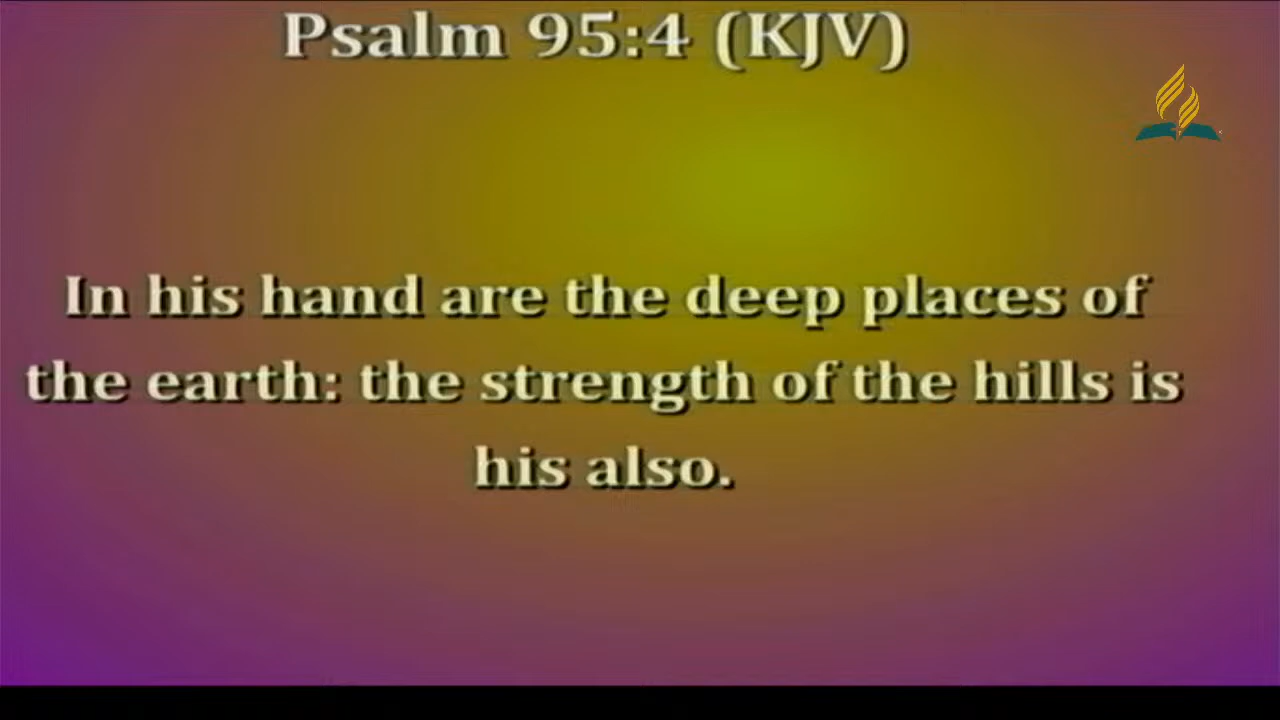 Psalm 95:4 (KJV)
In his hand are the deep places of
the earth: the strength of the hills is
his also.